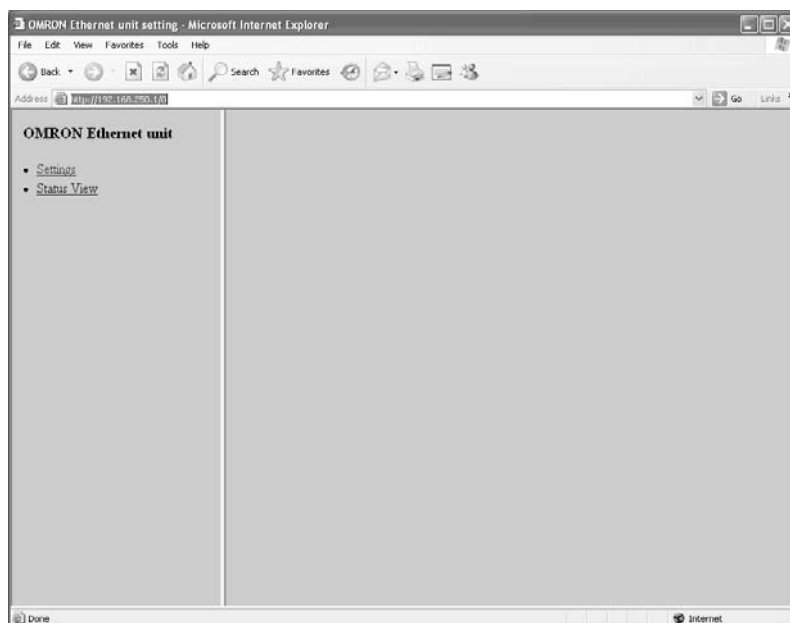 OMRON Ethernet unit setting - Microsoft Internet Explorer
File Edit View Favorites Tools Help
Back Search Favorites
Address http://192.168.250.1/0 Go Links
OMRON Ethernet unit
Settings
Status View
Done Internet